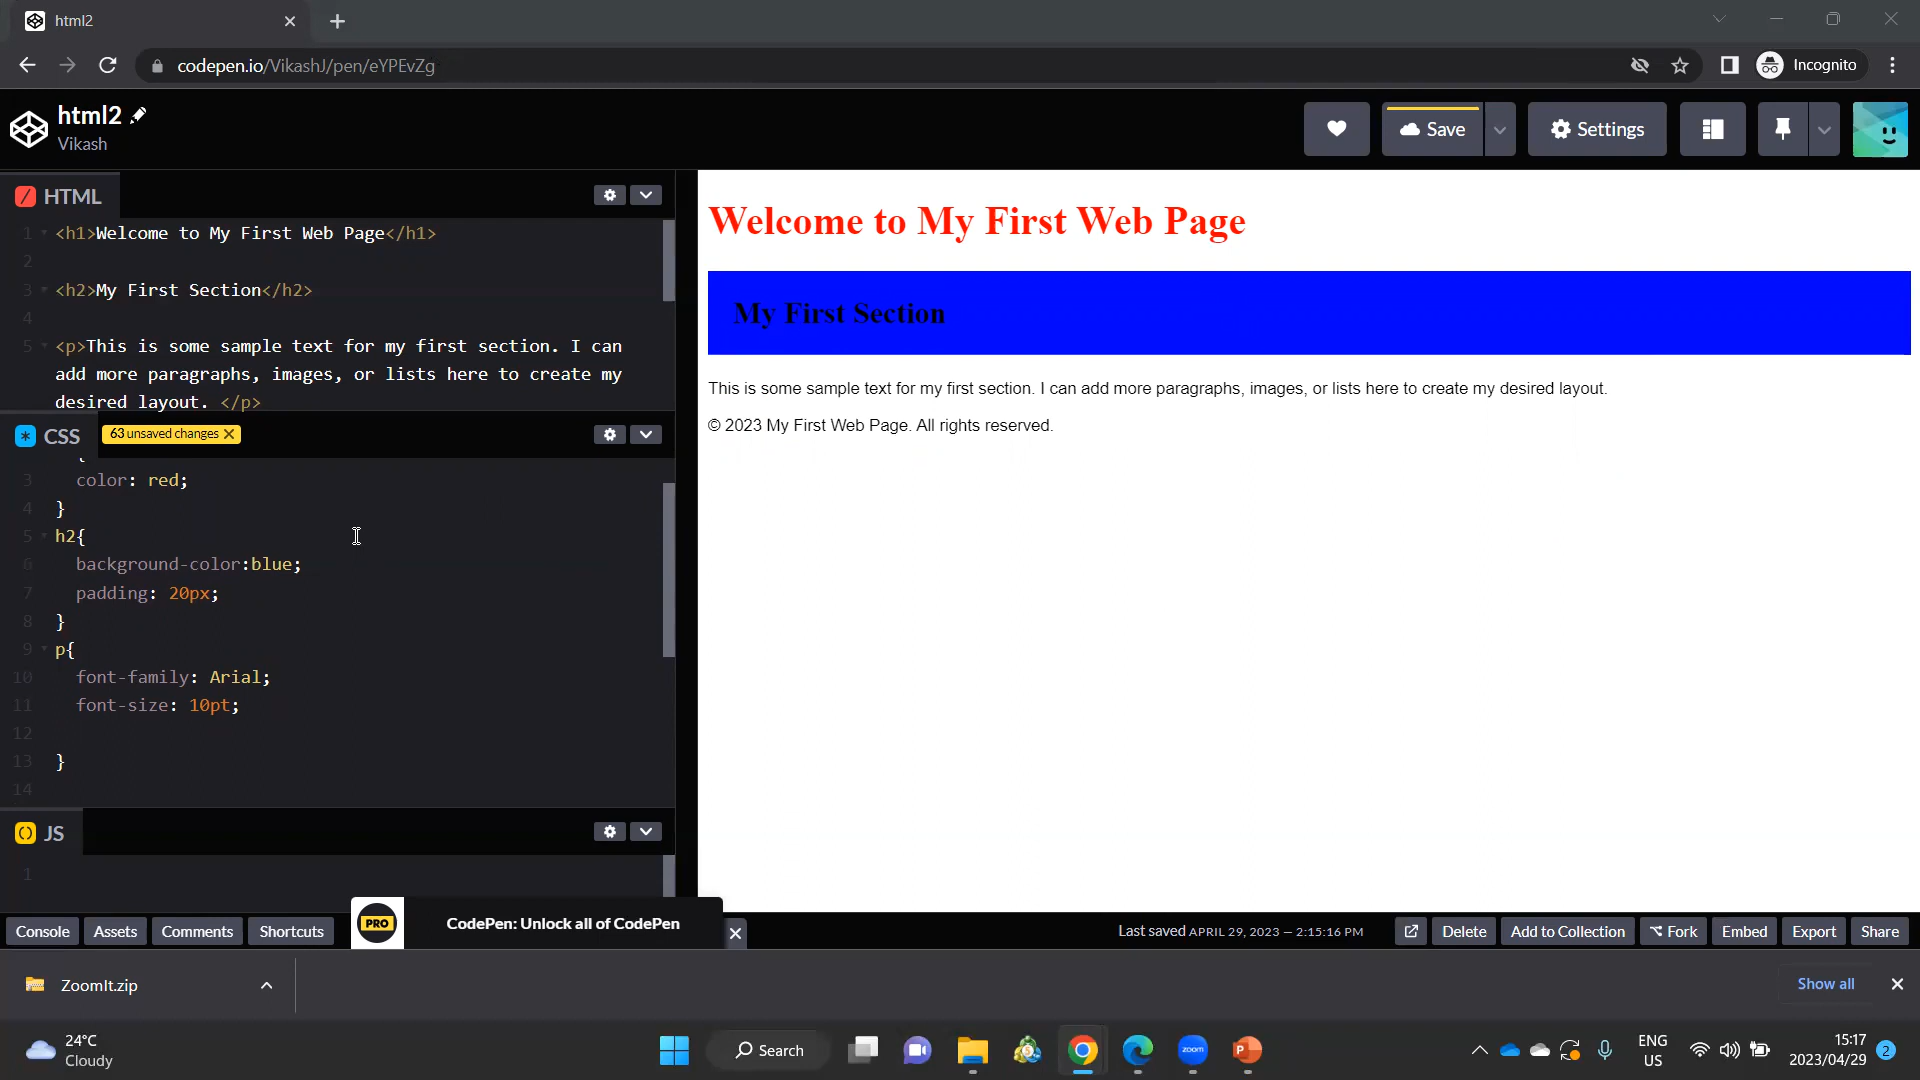 html2
codepen.io/VikashJ/pen/eYPEvZg
Incognito
html2
Vikash
Save
Settings
HTML
1 <h1>Welcome to My First Web Page</h1>
2
3 <h2>My First Section</h2>
4
5 <p>This is some sample text for my first section. I can
add more paragraphs, images, or lists here to create my
desired layout. </p>
CSS
63 unsaved changes
{
3 color: red;
4 }
5 h2{
6 background-color:blue;
7 padding: 20px;
8 }
9 p{
10 font-family: Arial;
11 font-size: 10pt;
12
13 }
14
JS
1
Welcome to My First Web Page
My First Section
This is some sample text for my first section. I can add more paragraphs, images, or lists here to create my desired layout.
© 2023 My First Web Page. All rights reserved.
Console
Assets
Comments
Shortcuts
PRO
CodePen: Unlock all of CodePen
Last saved APRIL 29, 2023 — 2:15:16 PM
Delete
Add to Collection
Fork
Embed
Export
Share
ZoomIt.zip
Show all
24°C
Cloudy
Search
zoom
P
ENG
US
15:17
2023/04/29
2